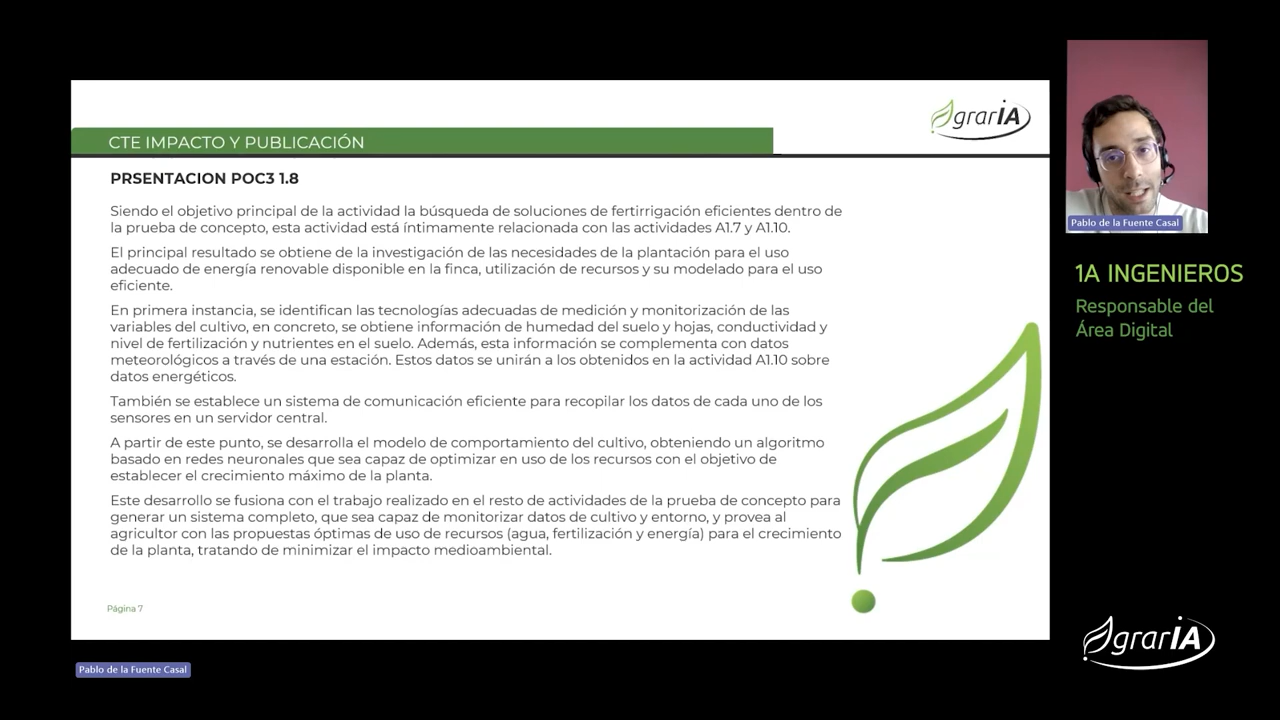 grarIA
CTE IMPACTO Y PUBLICACIÓN
PRSENTACION POC3 1.8
Siendo el objetivo principal de la actividad la búsqueda de soluciones de fertirrigación eficientes dentro de
la prueba de concepto, esta actividad está íntimamente relacionada con las actividades A1.7 y A1.10.
El principal resultado se obtiene de la investigación de las necesidades de la plantación para el uso
adecuado de energía renovable disponible en la finca, utilización de recursos y su modelado para el uso
eficiente.
En primera instancia, se identifican las tecnologías adecuadas de medición y monitorización de las
variables del cultivo, en concreto, se obtiene información de humedad del suelo y hojas, conductividad y
nivel de fertilización y nutrientes en el suelo. Además, esta información se complementa con datos
meteorológicos a través de una estación. Estos datos se unirán a los obtenidos en la actividad A1.10 sobre
datos energéticos.
También se establece un sistema de comunicación eficiente para recopilar los datos de cada uno de los
sensores en un servidor central.
A partir de este punto, se desarrolla el modelo de comportamiento del cultivo, obteniendo un algoritmo
basado en redes neuronales que sea capaz de optimizar en uso de los recursos con el objetivo de
establecer el crecimiento máximo de la planta.
Este desarrollo se fusiona con el trabajo realizado en el resto de actividades de la prueba de concepto para
generar un sistema completo, que sea capaz de monitorizar datos de cultivo y entorno, y provea al
agricultor con las propuestas óptimas de uso de recursos (agua, fertilización y energía) para el crecimiento
de la planta, tratando de minimizar el impacto medioambiental.
Página 7
Pablo de la Fuente Casal
Pablo de la Fuente Casal
1A INGENIEROS
Responsable del
Área Digital
grarIA